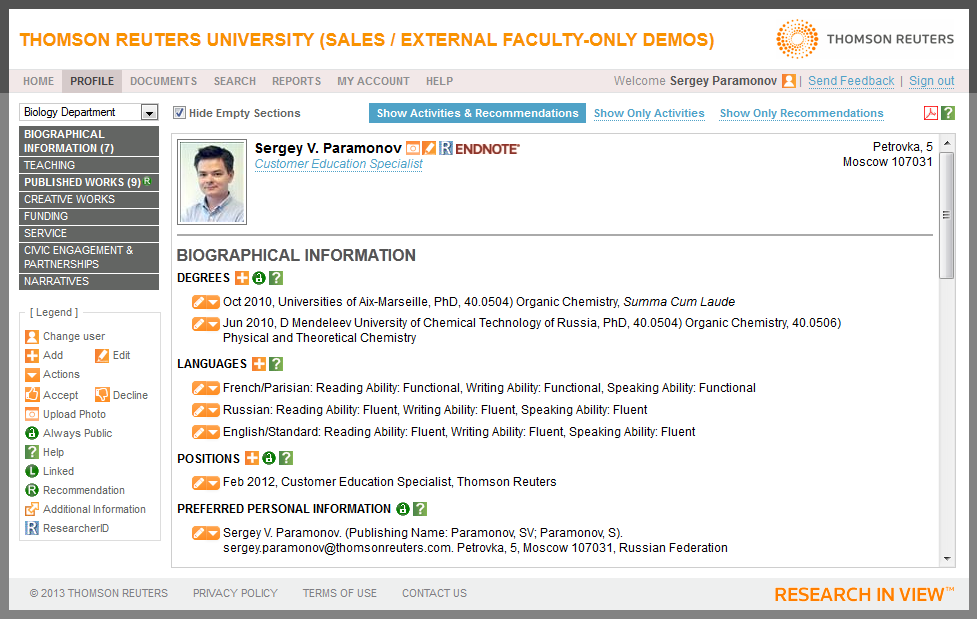 THOMSON REUTERS UNIVERSITY (SALES / EXTERNAL FACULTY-ONLY DEMOS)
THOMSON REUTERS
HOME PROFILE DOCUMENTS SEARCH REPORTS MY ACCOUNT HELP
Welcome Sergey Paramonov | Send Feedback | Sign out
Biology Department
Hide Empty Sections
Show Activities & Recommendations
Show Only Activities
Show Only Recommendations
BIOGRAPHICAL
INFORMATION (7)
TEACHING
PUBLISHED WORKS (9) R
CREATIVE WORKS
FUNDING
SERVICE
CIVIC ENGAGEMENT &
PARTNERSHIPS
NARRATIVES
[ Legend ]
Change user
Add Edit
Actions
Accept Decline
Upload Photo
Always Public
Help
Linked
Recommendation
Additional Information
ResearcherID
Sergey V. Paramonov R ENDNOTE
Customer Education Specialist
Petrovka, 5
Moscow 107031
BIOGRAPHICAL INFORMATION
DEGREES
Oct 2010, Universities of Aix-Marseille, PhD, 40.0504) Organic Chemistry, Summa Cum Laude
Jun 2010, D Mendeleev University of Chemical Technology of Russia, PhD, 40.0504) Organic Chemistry, 40.0506)
Physical and Theoretical Chemistry
LANGUAGES
French/Parisian: Reading Ability: Functional, Writing Ability: Functional, Speaking Ability: Functional
Russian: Reading Ability: Fluent, Writing Ability: Fluent, Speaking Ability: Fluent
English/Standard: Reading Ability: Fluent, Writing Ability: Fluent, Speaking Ability: Fluent
POSITIONS
Feb 2012, Customer Education Specialist, Thomson Reuters
PREFERRED PERSONAL INFORMATION
Sergey V. Paramonov. (Publishing Name: Paramonov, SV; Paramonov, S).
sergey.paramonov@thomsonreuters.com. Petrovka, 5, Moscow 107031, Russian Federation
© 2013 THOMSON REUTERS PRIVACY POLICY TERMS OF USE CONTACT US
RESEARCH IN VIEW™